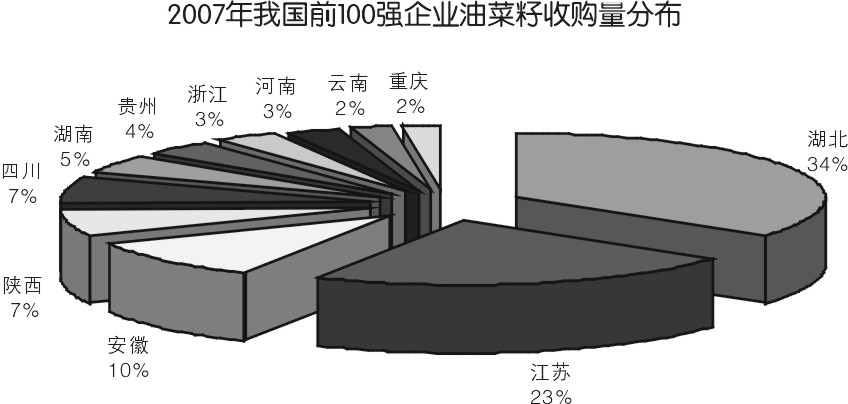 2007年我国前100强企业油菜籽收购量分布
湖北
34%
江苏
23%
安徽
10%
陕西
7%
四川
7%
湖南
5%
贵州
4%
浙江
3%
河南
3%
云南
2%
重庆
2%